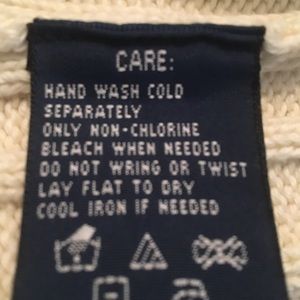 CARE:
HAND WASH COLD
SEPARATELY
ONLY NON-CHLORINE
BLEACH WHEN NEEDED
DO NOT WRING OR TWIST
LAY FLAT TO DRY
COOL IRON IF NEEDED